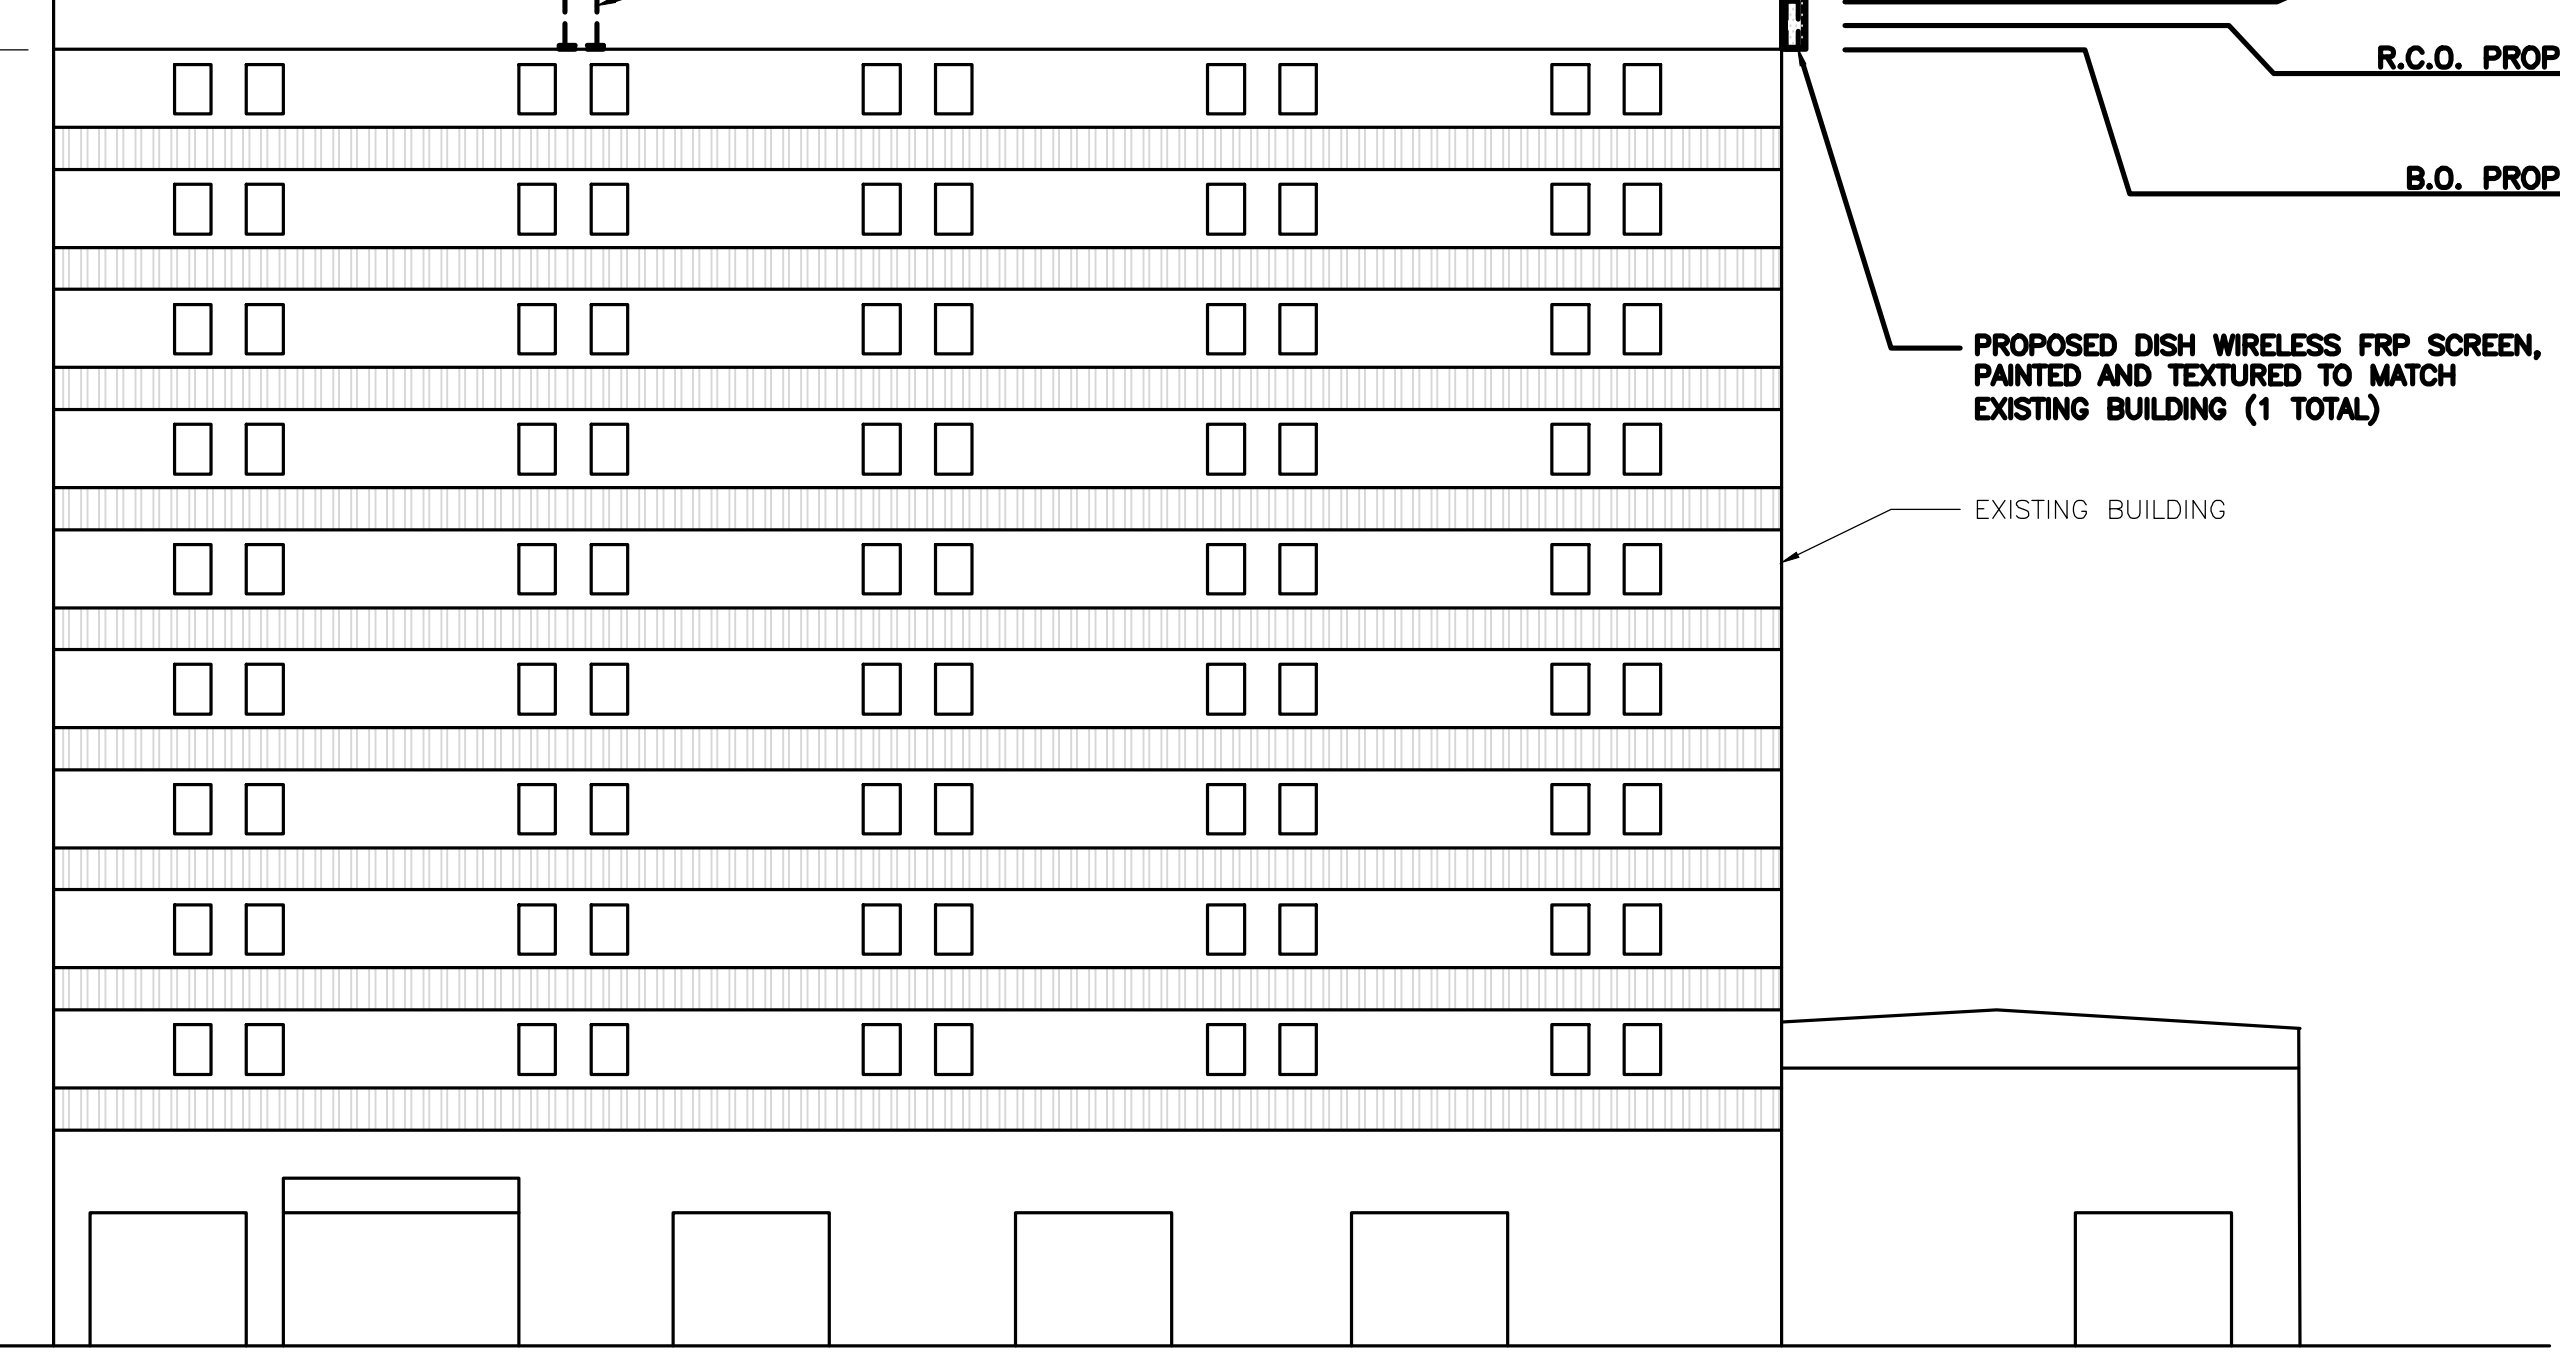 R.C.O. PROP
B.O. PROP
PROPOSED DISH WIRELESS FRP SCREEN,
PAINTED AND TEXTURED TO MATCH
EXISTING BUILDING (1 TOTAL)
EXISTING BUILDING